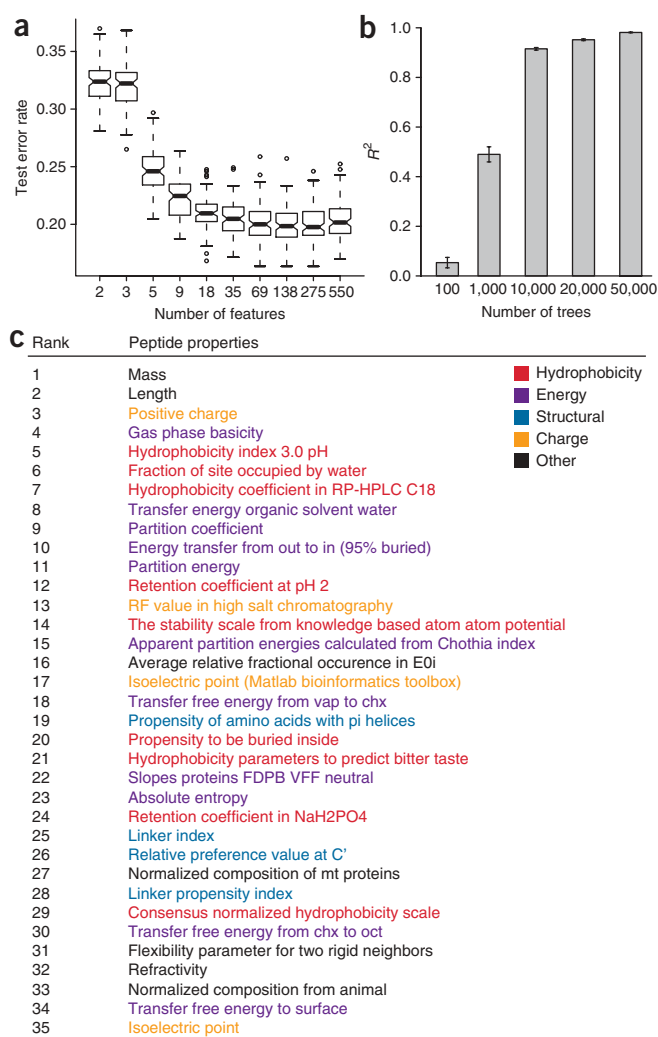 a
Test error rate
0.35
0.30
0.25
0.20
2 3 5 9 18 35 69 138 275 550
Number of features
b
R²
1.0
0.8
0.6
0.4
0.2
0.0
100 1,000 10,000 20,000 50,000
Number of trees
c Rank Peptide properties
1 Mass
2 Length
3 Positive charge
4 Gas phase basicity
5 Hydrophobicity index 3.0 pH
6 Fraction of site occupied by water
7 Hydrophobicity coefficient in RP-HPLC C18
8 Transfer energy organic solvent water
9 Partition coefficient
10 Energy transfer from out to in (95% buried)
11 Partition energy
12 Retention coefficient at pH 2
13 RF value in high salt chromatography
14 The stability scale from knowledge based atom atom potential
15 Apparent partition energies calculated from Chothia index
16 Average relative fractional occurence in E0i
17 Isoelectric point (Matlab bioinformatics toolbox)
18 Transfer free energy from vap to chx
19 Propensity of amino acids with pi helices
20 Propensity to be buried inside
21 Hydrophobicity parameters to predict bitter taste
22 Slopes proteins FDPB VFF neutral
23 Absolute entropy
24 Retention coefficient in NaH2PO4
25 Linker index
26 Relative preference value at C'
27 Normalized composition of mt proteins
28 Linker propensity index
29 Consensus normalized hydrophobicity scale
30 Transfer free energy from chx to oct
31 Flexibility parameter for two rigid neighbors
32 Refractivity
33 Normalized composition from animal
34 Transfer free energy to surface
35 Isoelectric point
Hydrophobicity
Energy
Structural
Charge
Other